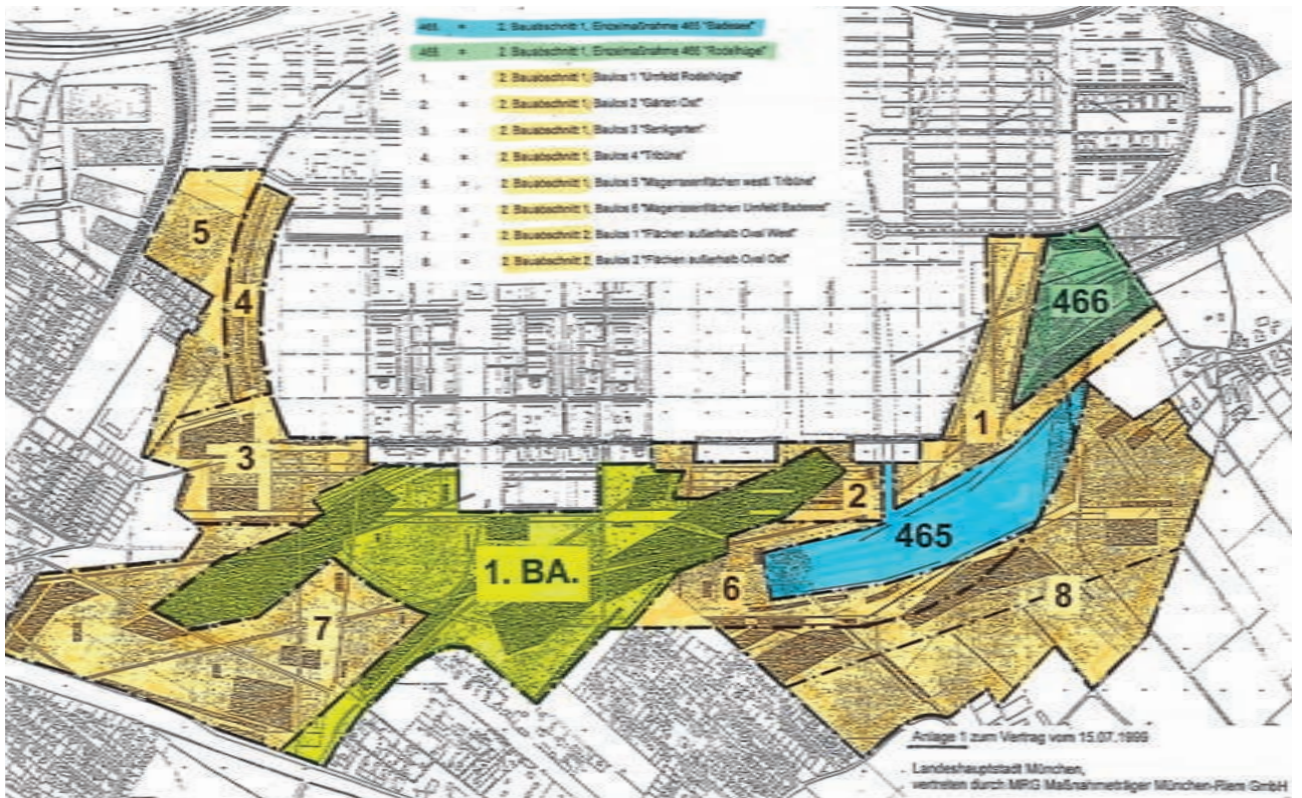 465. = 2. Bauabschnitt 1, Einzelmaßnahme 465 "Badesee"
466. = 2. Bauabschnitt 1, Einzelmaßnahme 466 "Rodelhügel"
1. = 2. Bauabschnitt 1, Baulos 1 "Umfeld Rodelhügel"
2. = 2. Bauabschnitt 1, Baulos 2 "Gärten Ost"
3. = 2. Bauabschnitt 1, Baulos 3 "Senkgarten"
4. = 2. Bauabschnitt 1, Baulos 4 "Tribüne"
5. = 2. Bauabschnitt 1, Baulos 5 "Magerrasenflächen westl. Tribüne"
6. = 2. Bauabschnitt 1, Baulos 6 "Magerrasenflächen Umfeld Badesee"
7. = 2. Bauabschnitt 2, Baulos 1 "Flächen außerhalb Oval West"
8. = 2. Bauabschnitt 2, Baulos 2 "Flächen außerhalb Oval Ost"
5
4
466
1
3
2
465
1. BA.
6
8
7
Anlage 1 zum Vertrag vom 15.07.1999
Landeshauptstadt München,
vertreten durch MRG Maßnahmeträger München-Riem GmbH